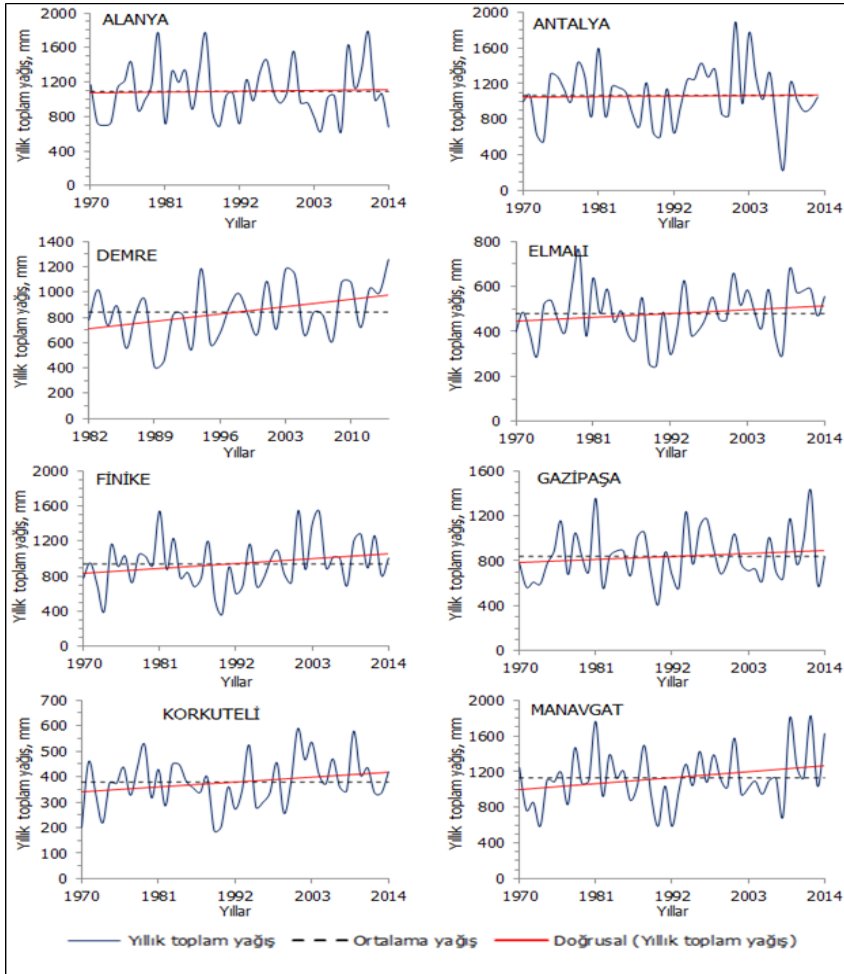 ALANYA
Yıllık toplam yağış, mm
2000
1600
1200
800
400
0
1970 1981 1992 2003 2014
Yıllar
ANTALYA
Yıllık toplam yağış, mm
2000
1600
1200
800
400
0
1970 1981 1992 2003 2014
Yıllar
DEMRE
Yıllık toplam yağış, mm
1400
1200
1000
800
600
400
200
0
1982 1989 1996 2003 2010
Yıllar
ELMALI
Yıllık toplam yağış, mm
800
600
400
200
0
1970 1981 1992 2003 2014
Yıllar
FİNİKE
Yıllık toplam yağış, mm
2000
1600
1200
800
400
0
1970 1981 1992 2003 2014
Yıllar
GAZİPAŞA
Yıllık toplam yağış, mm
1600
1200
800
400
0
1970 1981 1992 2003 2014
Yıllar
KORKUTELİ
Yıllık toplam yağış, mm
700
600
500
400
300
200
100
0
1970 1981 1992 2003 2014
Yıllar
MANAVGAT
Yıllık toplam yağış, mm
2000
1600
1200
800
400
0
1970 1981 1992 2003 2014
Yıllar
Yıllık toplam yağış Ortalama yağış Doğrusal (Yıllık toplam yağış)